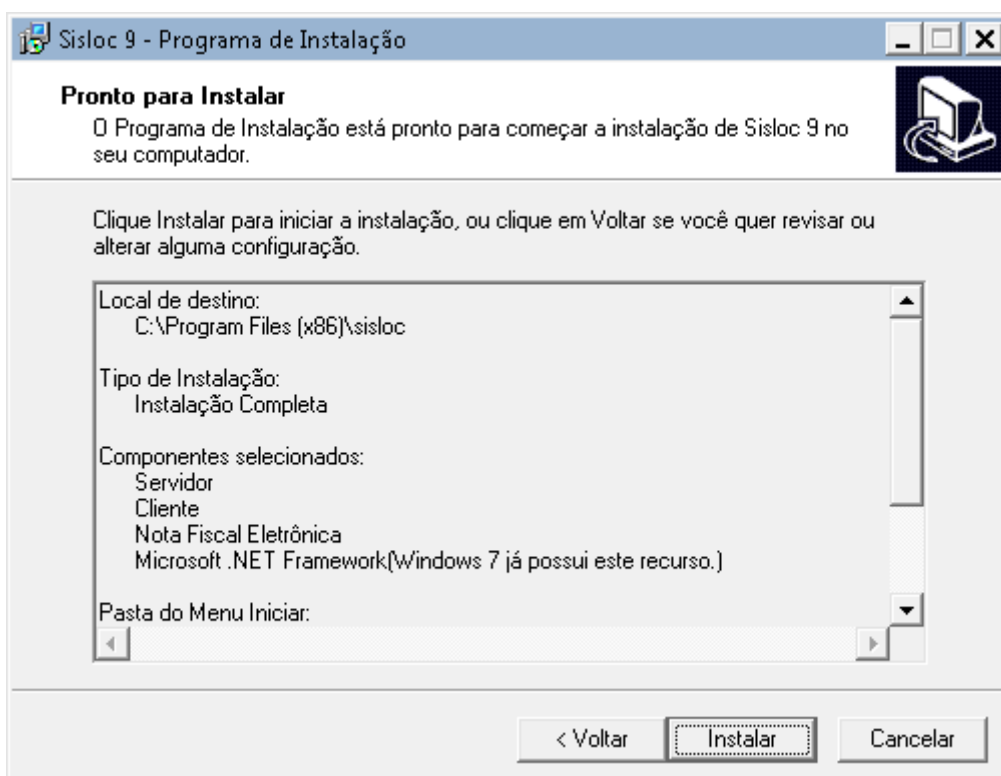 Sisloc 9 - Programa de Instalação
Pronto para Instalar
O Programa de Instalação está pronto para começar a instalação de Sisloc 9 no
seu computador.
Clique Instalar para iniciar a instalação, ou clique em Voltar se você quer revisar ou
alterar alguma configuração.
Local de destino:
C:\Program Files (x86)\sisloc
Tipo de Instalação:
Instalação Completa
Componentes selecionados:
Servidor
Cliente
Nota Fiscal Eletrônica
Microsoft .NET Framework(Windows 7 já possui este recurso.)
Pasta do Menu Iniciar:
< Voltar
Instalar
Cancelar